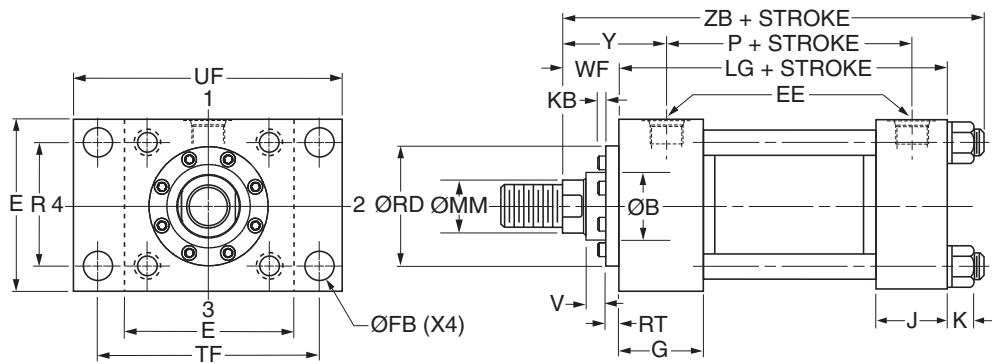 ZB + STROKE
Y
P + STROKE
UF
WF
LG + STROKE
1
KB
EE
E
R
4
2
ØRD
ØMM
ØB
3
ØFB (X4)
V
E
RT
J
K
TF
G